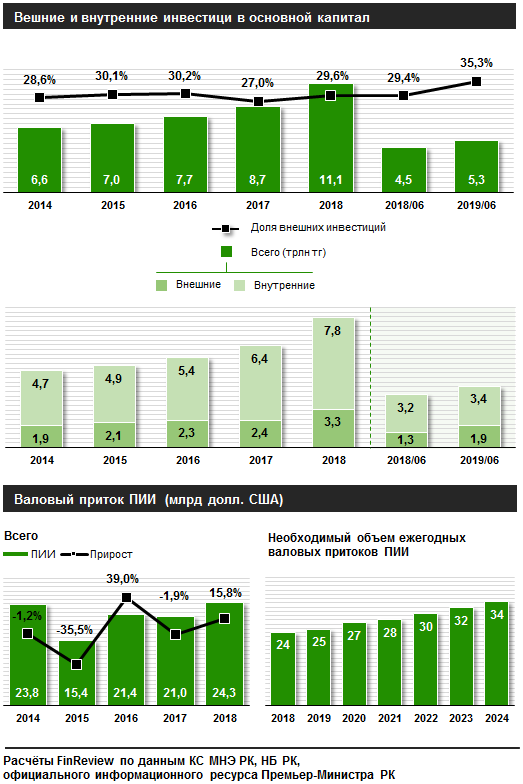 Вешние и внутренние инвестици в основной капитал
28,6% 30,1% 30,2% 27,0% 29,6% 29,4% 35,3%
6,6 7,0 7,7 8,7 11,1 4,5 5,3
2014 2015 2016 2017 2018 2018/06 2019/06
Доля внешних инвестиций
Всего (трлн тг)
Внешние Внутренние
4,7 4,9 5,4 6,4 7,8 3,2 3,4
1,9 2,1 2,3 2,4 3,3 1,3 1,9
2014 2015 2016 2017 2018 2018/06 2019/06
Валовый приток ПИИ (млрд долл. США)
Всего
ПИИ Прирост
-1,2% -35,5% 39,0% -1,9% 15,8%
23,8 15,4 21,4 21,0 24,3
2014 2015 2016 2017 2018
Необходимый объем ежегодных
валовых притоков ПИИ
24 25 27 28 30 32 34
2018 2019 2020 2021 2022 2023 2024
Расчёты FinReview по данным КС МНЭ РК, НБ РК,
официального информационного ресурса Премьер-Министра РК